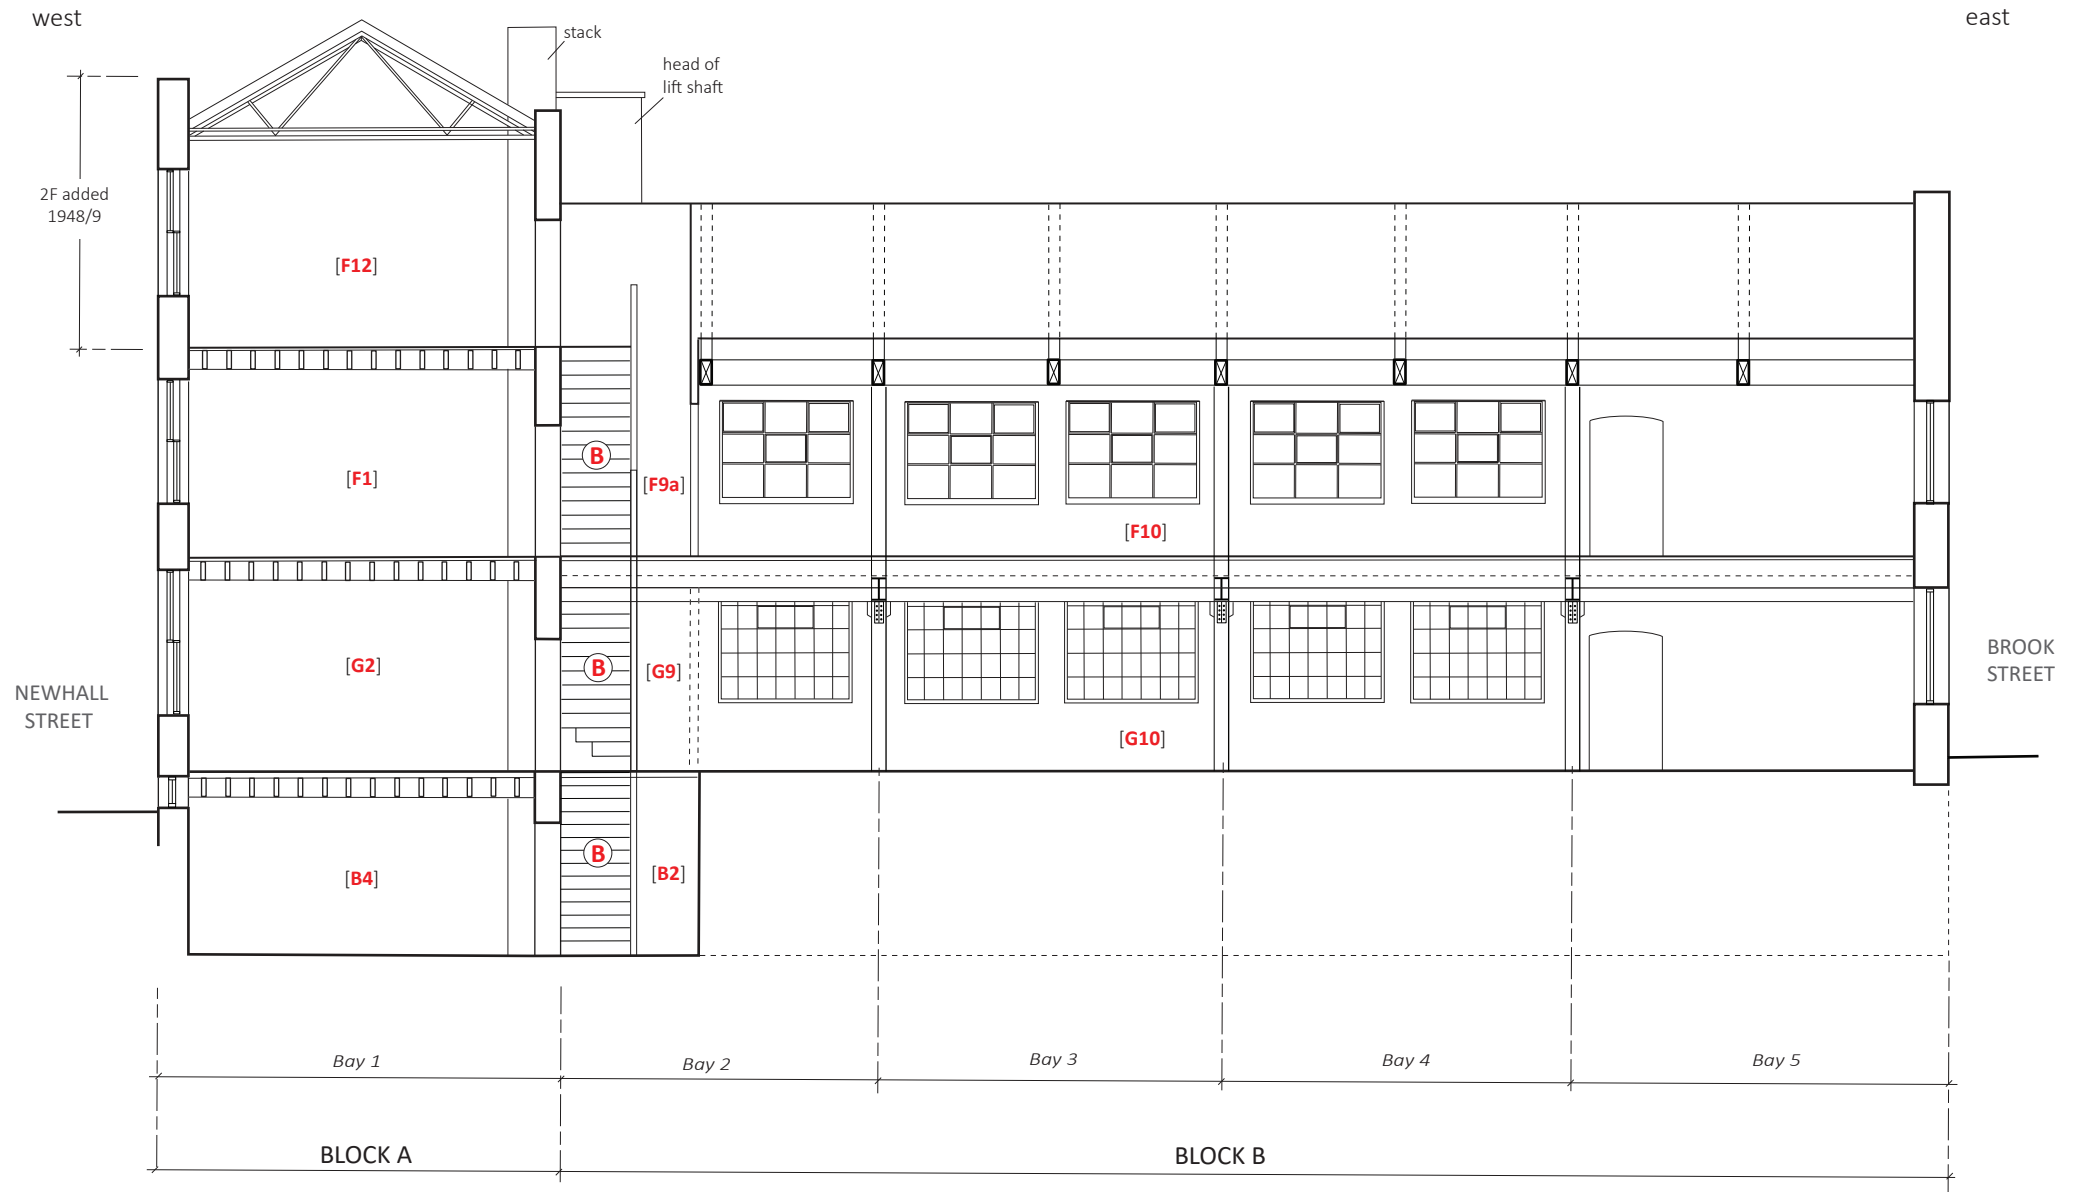 west
east
stack
head of
lift shaft
2F added
1948/9
[F12]
[F1]
B
[F9a]
[F10]
[G2]
B
[G9]
[G10]
NEWHALL
STREET
BROOK
STREET
[B4]
B
[B2]
Bay 1
Bay 2
Bay 3
Bay 4
Bay 5
BLOCK A
BLOCK B